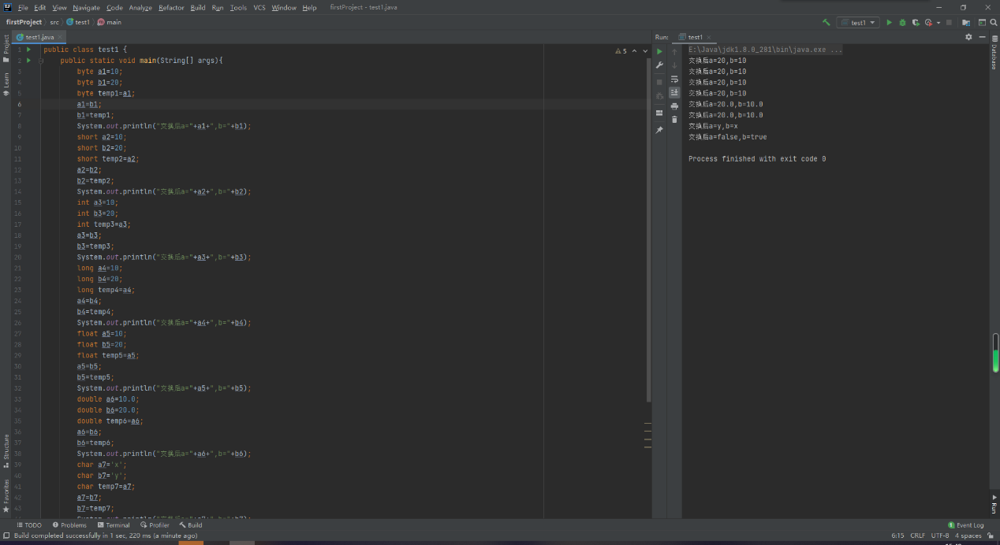 File Edit View Navigate Code Analyze Refactor Build Run Tools VCS Window Help firstProject - test1.java
firstProject src test1 main
test1
test1.java
Run: test1
Project
Learn
Structure
Favorites
Database
Run
5
1 public class test1 {
2 public static void main(String[] args){
3 byte a1=10;
4 byte b1=20;
5 byte temp1=a1;
6 a1=b1;
7 b1=temp1;
8 System.out.println("交换后a="+a1+",b="+b1);
9 short a2=10;
10 short b2=20;
11 short temp2=a2;
12 a2=b2;
13 b2=temp2;
14 System.out.println("交换后a="+a2+",b="+b2);
15 int a3=10;
16 int b3=20;
17 int temp3=a3;
18 a3=b3;
19 b3=temp3;
20 System.out.println("交换后a="+a3+",b="+b3);
21 long a4=10;
22 long b4=20;
23 long temp4=a4;
24 a4=b4;
25 b4=temp4;
26 System.out.println("交换后a="+a4+",b="+b4);
27 float a5=10;
28 float b5=20;
29 float temp5=a5;
30 a5=b5;
31 b5=temp5;
32 System.out.println("交换后a="+a5+",b="+b5);
33 double a6=10.0;
34 double b6=20.0;
35 double temp6=a6;
36 a6=b6;
37 b6=temp6;
38 System.out.println("交换后a="+a6+",b="+b6);
39 char a7='x';
40 char b7='y';
41 char temp7=a7;
42 a7=b7;
43 b7=temp7;
E:\Java\jdk1.8.0_281\bin\java.exe ...
交换后a=20,b=10
交换后a=20,b=10
交换后a=20,b=10
交换后a=20,b=10
交换后a=20.0,b=10.0
交换后a=20.0,b=10.0
交换后a=y,b=x
交换后a=false,b=true
Process finished with exit code 0
TODO Problems Terminal Profiler Build
1 Event Log
Build completed successfully in 1 sec, 220 ms (a minute ago)
6:15 CRLF UTF-8 4 spaces